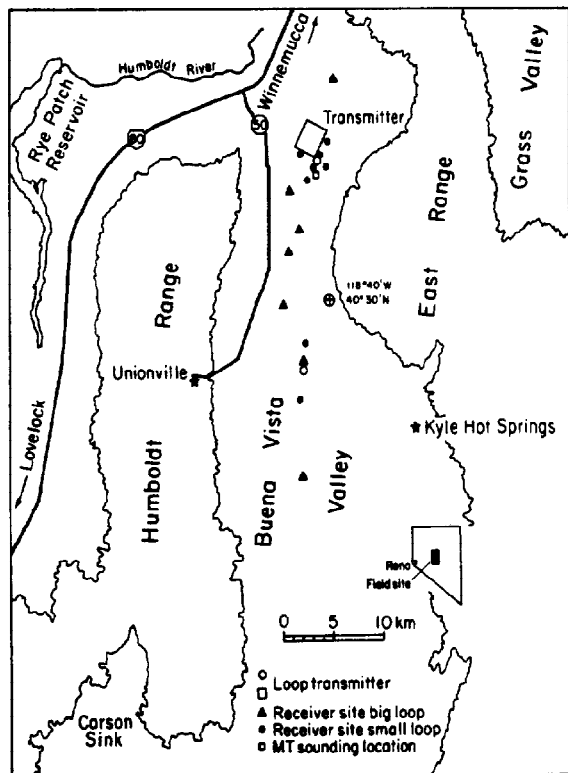 Humboldt River
Winnemucca
Rye Patch
Reservoir
80
50
Transmitter
Valley
Grass
Range
East
118°40'W
40°30'N
Range
Humboldt
Unionville
Lovelock
Vista
Buena
Valley
Kyle Hot Springs
Reno
Field site
0 5 10 km
Carson
Sink
Loop transmitter
Receiver site big loop
Receiver site small loop
MT sounding location